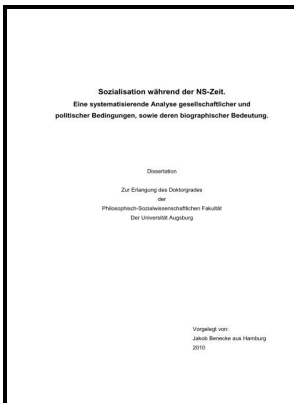 Sozialisation während der NS-Zeit.
Eine systematisierende Analyse gesellschaftlicher und
politischer Bedingungen, sowie deren biographischer Bedeutung.
Dissertation
Zur Erlangung des Doktorgrades
der
Philosophisch-Sozialwissenschaftlichen Fakultät
Der Universität Augsburg
Vorgelegt von:
Jakob Benecke aus Hamburg
2010